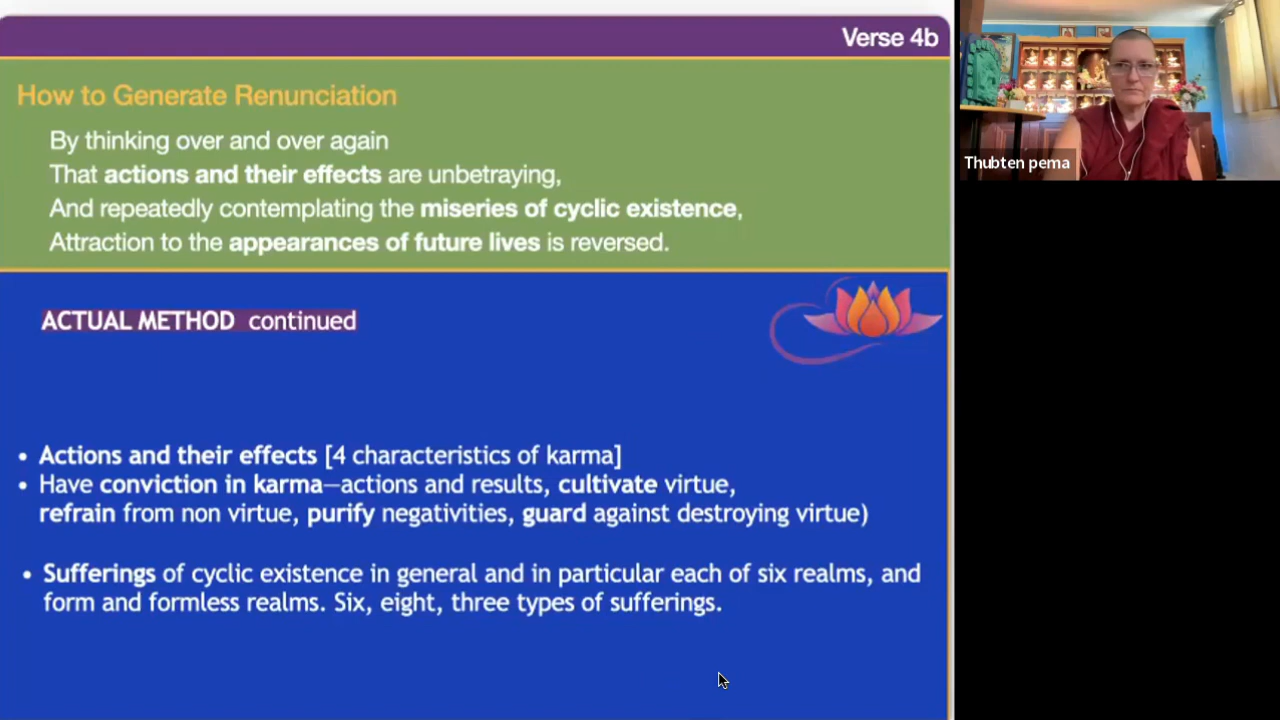 Verse 4b
How to Generate Renunciation
By thinking over and over again
That actions and their effects are unbetraying,
And repeatedly contemplating the miseries of cyclic existence,
Attraction to the appearances of future lives is reversed.
ACTUAL METHOD continued
• Actions and their effects [4 characteristics of karma]
• Have conviction in karma—actions and results, cultivate virtue,
refrain from non virtue, purify negativities, guard against destroying virtue)
• Sufferings of cyclic existence in general and in particular each of six realms, and
form and formless realms. Six, eight, three types of sufferings.
Thubten pema